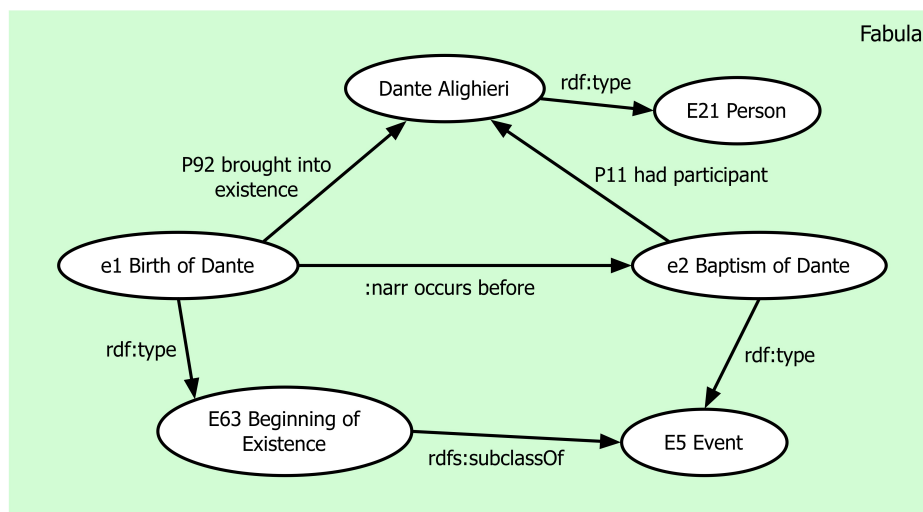 Fabula
Dante Alighieri
rdf:type
E21 Person
P92 brought into
existence
P11 had participant
e1 Birth of Dante
:narr occurs before
e2 Baptism of Dante
rdf:type
rdf:type
E63 Beginning of
Existence
rdfs:subclassOf
E5 Event